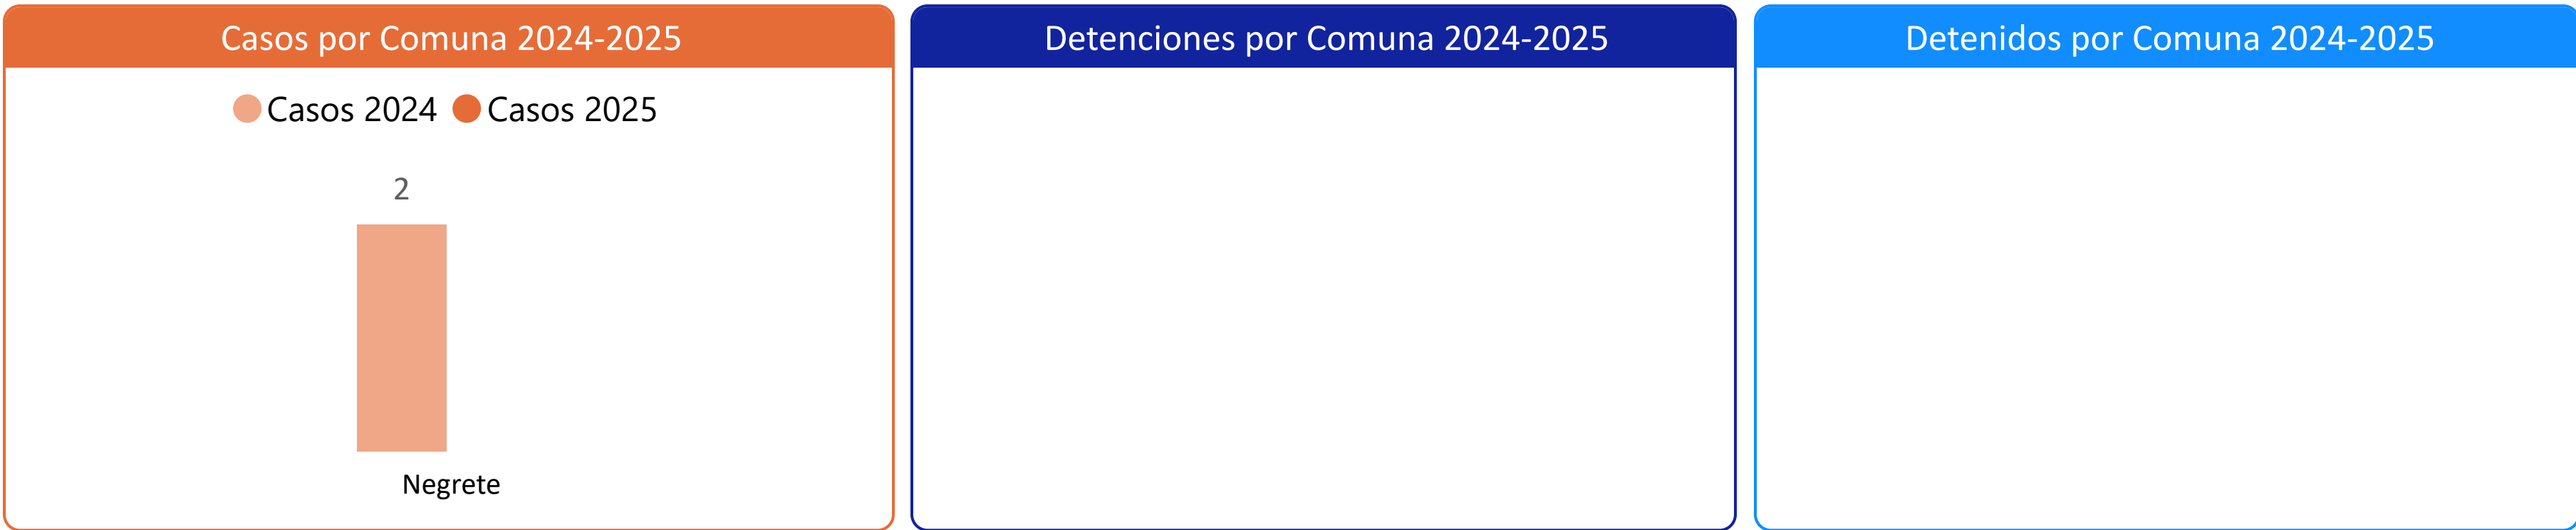 Casos por Comuna 2024-2025
Casos 2024 Casos 2025
2
Negrete
Detenciones por Comuna 2024-2025
Detenidos por Comuna 2024-2025